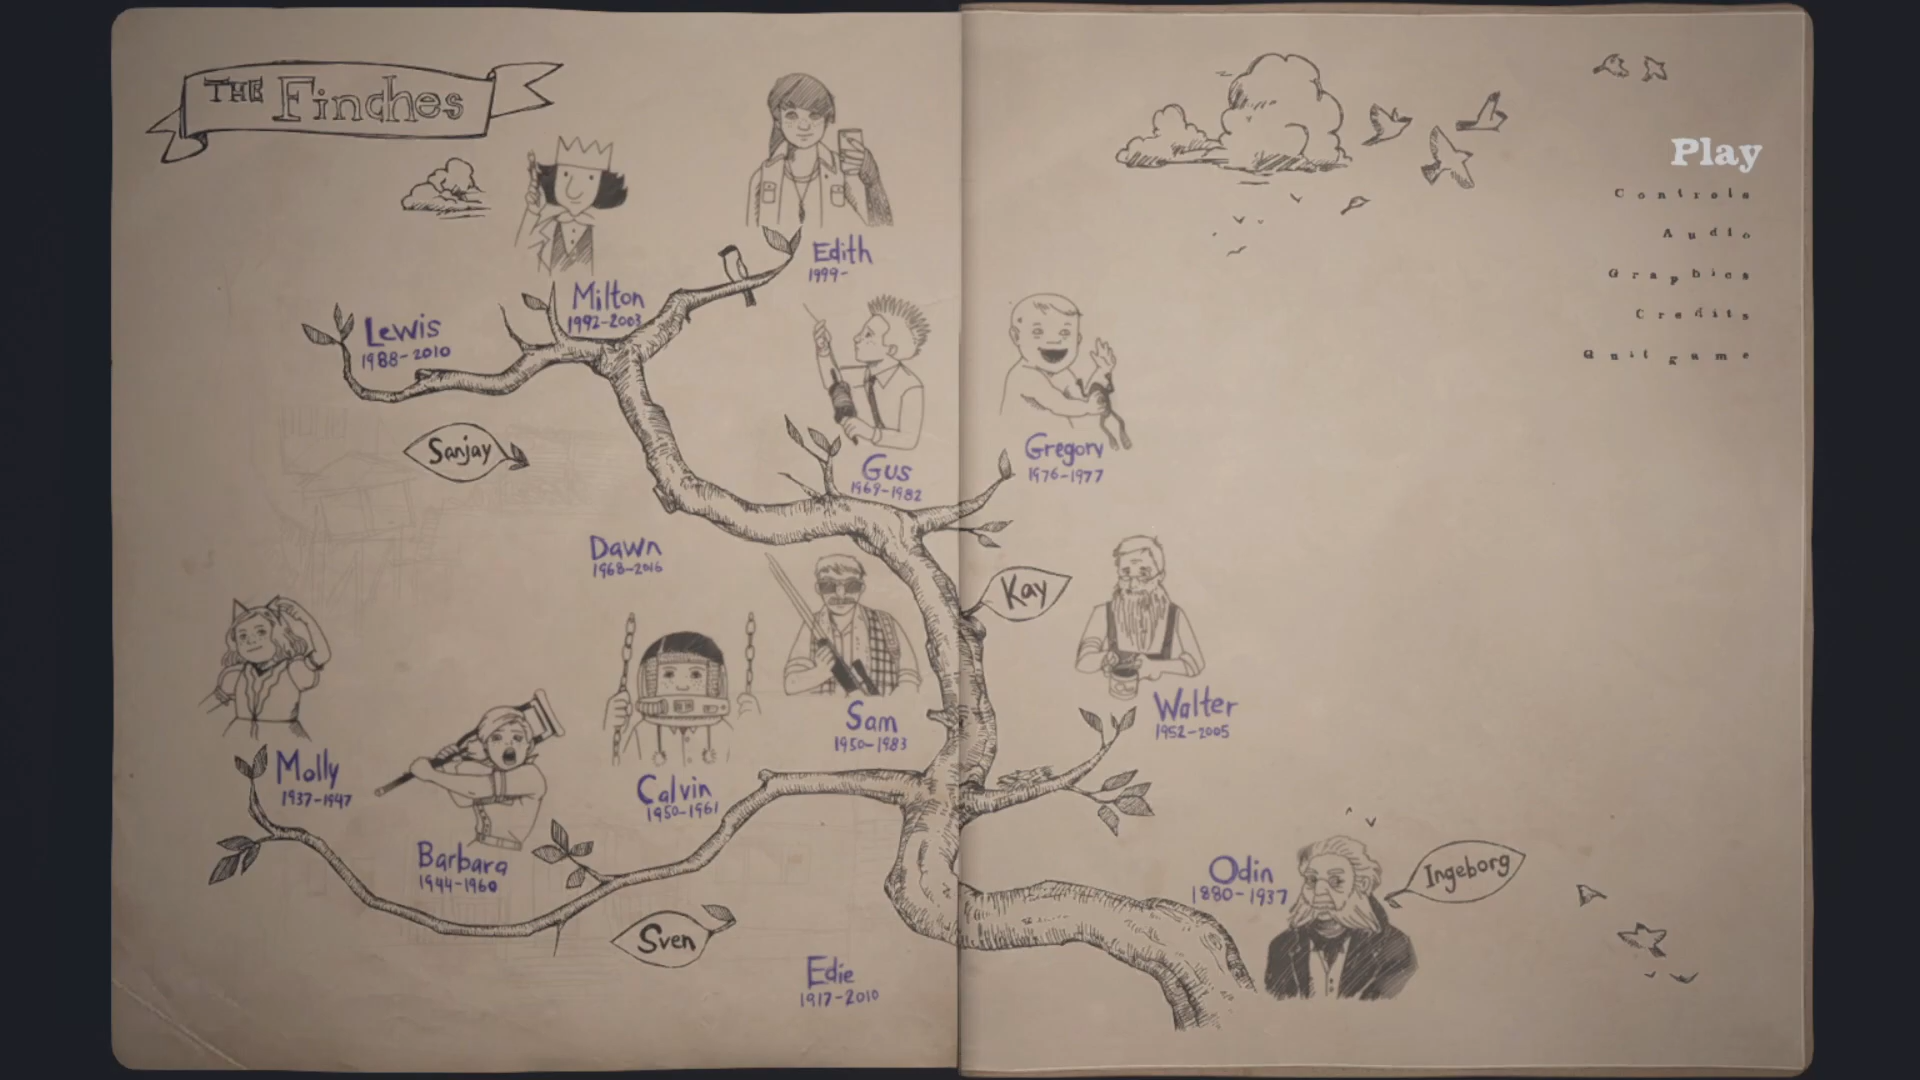 THE Finches
Edith
1999-
Milton
1992-2003
Lewis
1988-2010
Sanjay
Gus
1969-1982
Gregory
1976-1977
Dawn
1968-2016
Kay
Molly
1937-1947
Barbara
1944-1960
Calvin
1950-1961
Sam
1950-1983
Walter
1952-2005
Sven
Edie
1917-2010
Odin
1880-1937
Ingeborg
Play
Controls
Audio
Graphics
Credits
Quit game